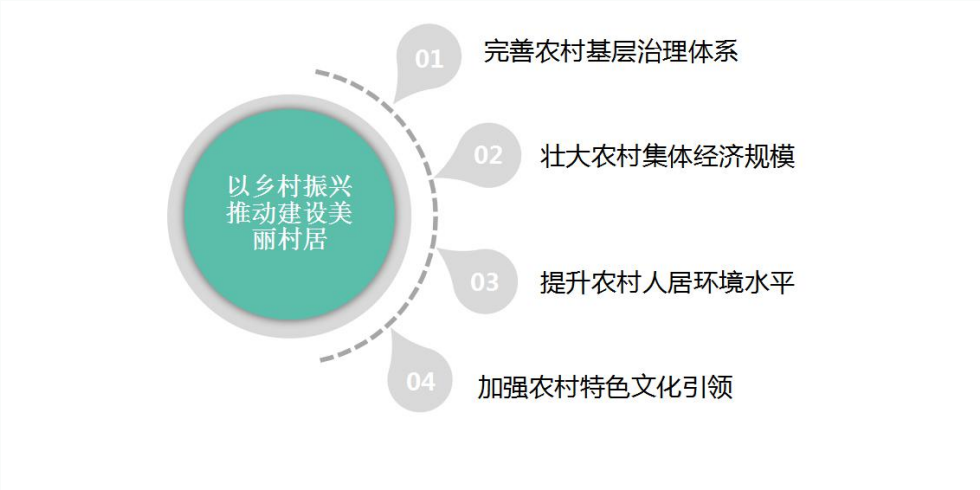 01
完善农村基层治理体系
02
壮大农村集体经济规模
以乡村振兴
推动建设美
丽村居
03
提升农村人居环境水平
04
加强农村特色文化引领